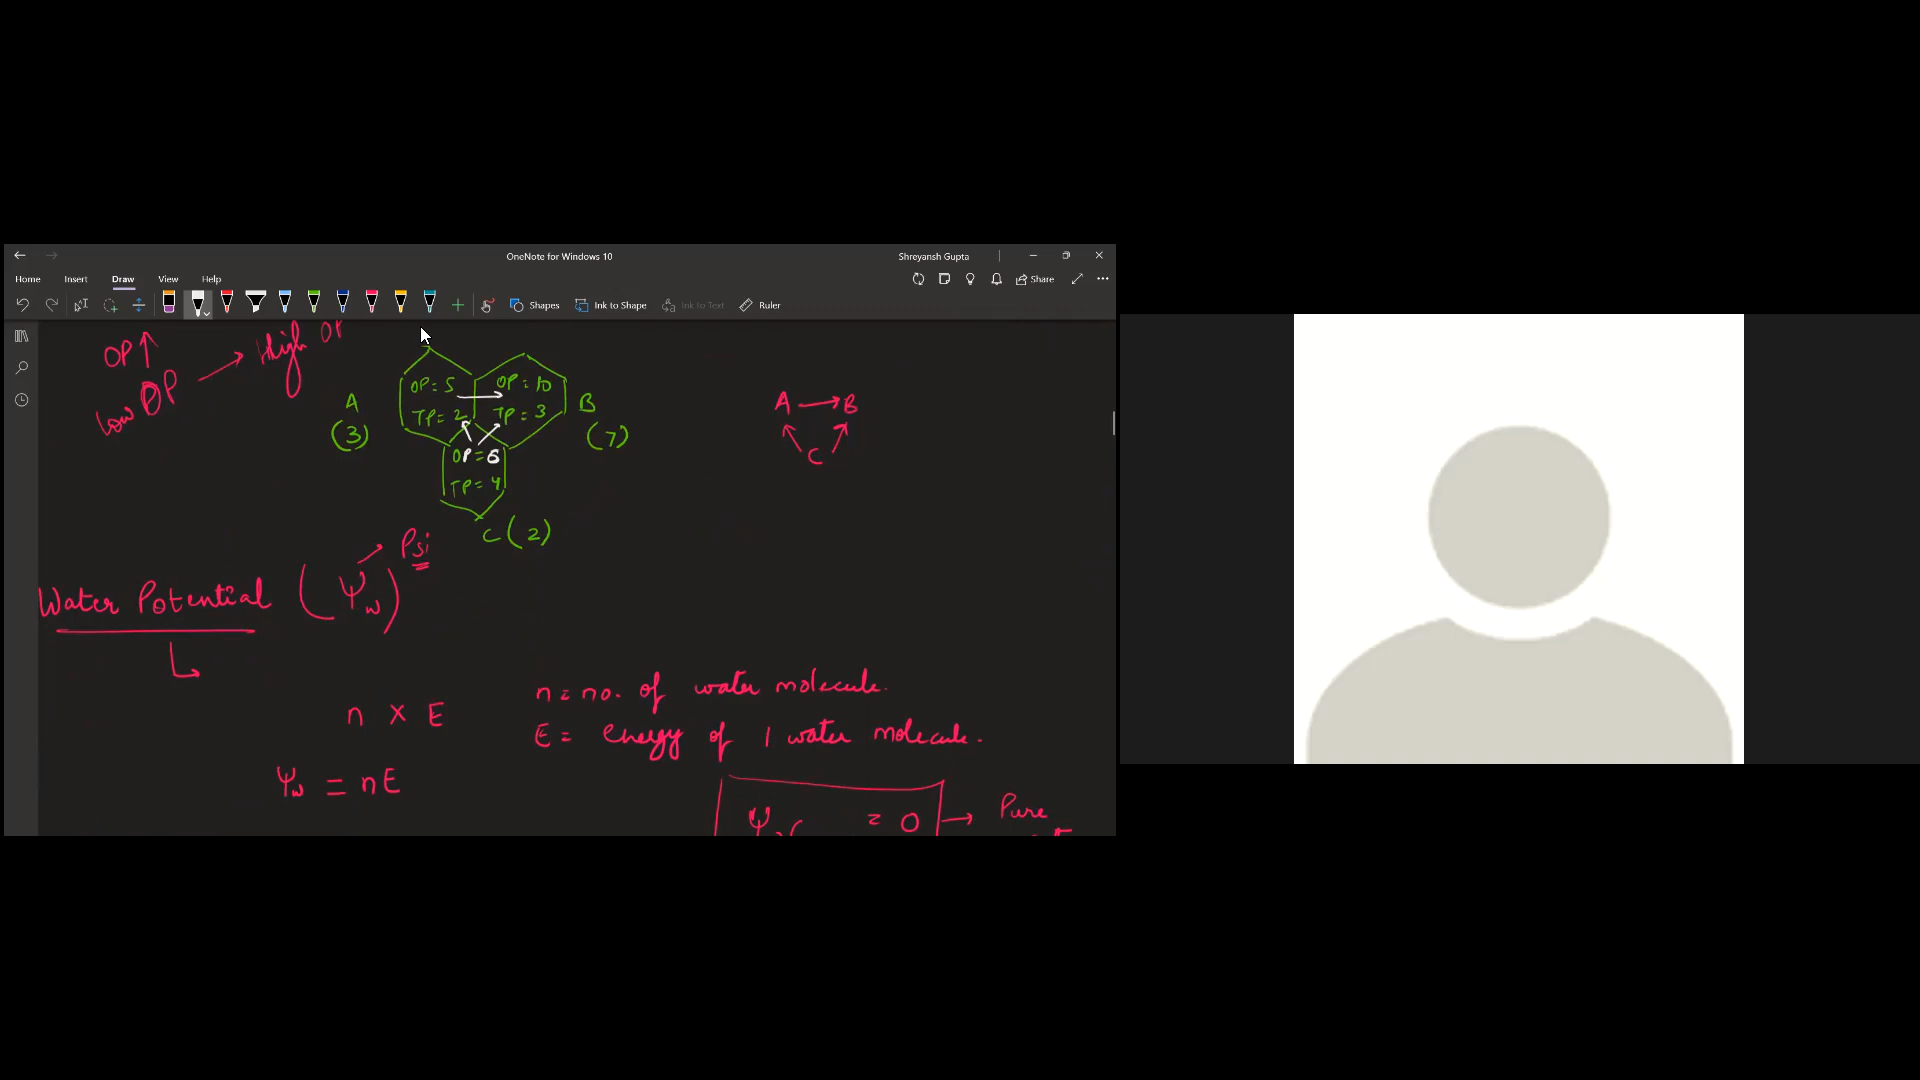 OneNote for Windows 10
Shreyansh Gupta
Home Insert Draw View Help
Share
Shapes Ink to Shape Ink to Text Ruler
OP↑
low OP → High OP
A
(3)
OP = 5
TP = 2
OP = 10
TP = 3
B
(7)
OP = 6
TP = 4
C (2)
A → B
C
Water Potential (Ψw) → Psi
n × E
n = no. of water molecule.
E = energy of 1 water molecule.
Ψw = nE
= 0 → Pure